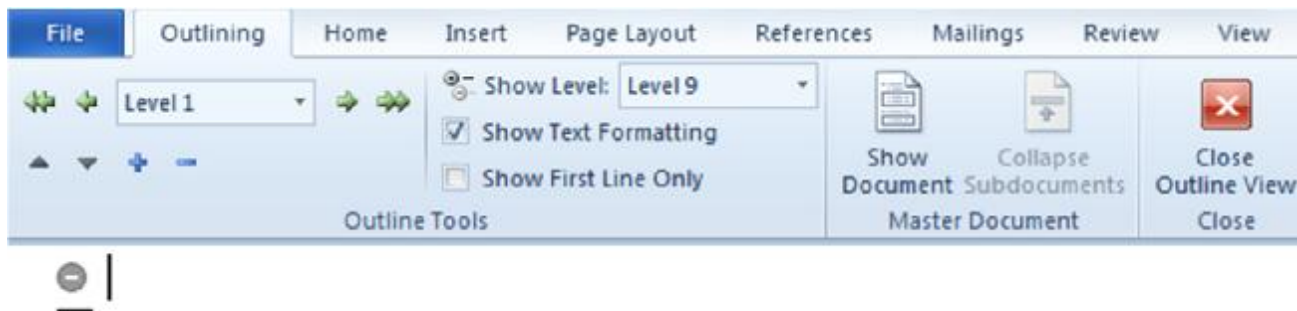 File Outlining Home Insert Page Layout References Mailings Review View
Level 1 Show Level: Level 9
Show Text Formatting
Show First Line Only
Outline Tools
Show Document
Collapse Subdocuments
Master Document
Close Outline View
Close